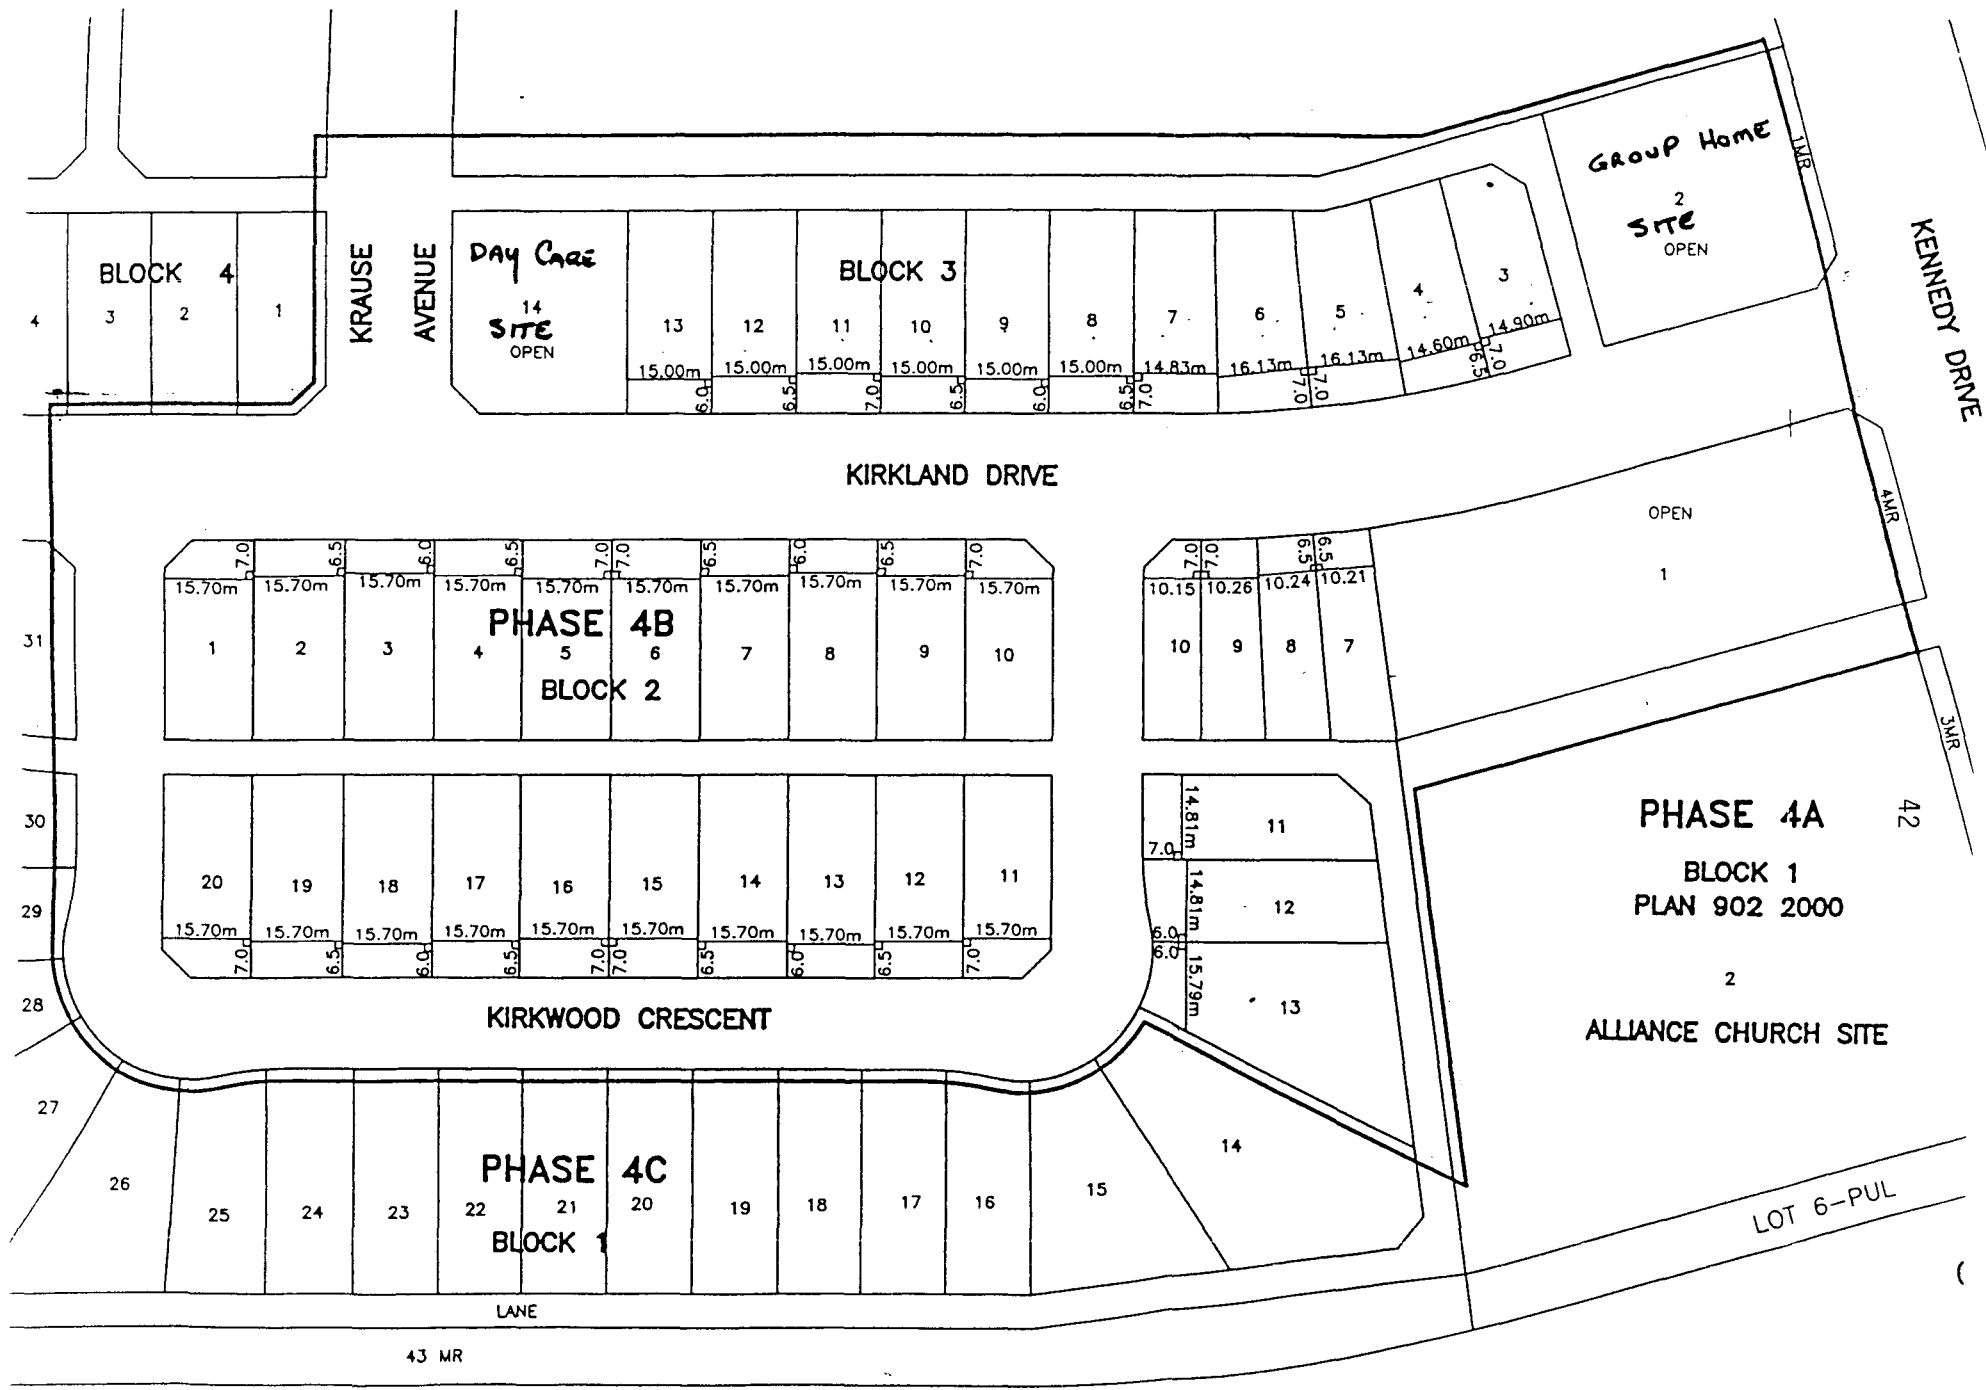 GROUP HOME
2
SITE
OPEN
1MR
KENNEDY DRIVE
BLOCK 4
4
3
2
1
KRAUSE
AVENUE
DAY CARE
14
SITE
OPEN
BLOCK 3
13
12
11
10
9
8
7
6
5
4
3
15.00m
15.00m
15.00m
15.00m
15.00m
15.00m
14.83m
16.13m
16.13m
14.60m
14.90m
6.0
6.5
7.0
6.5
6.0
6.5
7.0
7.0
7.0
6.5
7.0
KIRKLAND DRIVE
OPEN
1
4MR
7.0
6.5
6.0
6.5
7.0
7.0
6.5
6.0
6.5
7.0
7.0
7.0
6.5
6.5
15.70m
15.70m
15.70m
15.70m
15.70m
15.70m
15.70m
15.70m
15.70m
15.70m
10.15
10.26
10.24
10.21
PHASE 4B
31
1
2
3
4
5
6
7
8
9
10
10
9
8
7
BLOCK 2
3MR
30
29
28
20
19
18
17
16
15
14
13
12
11
15.70m
15.70m
15.70m
15.70m
15.70m
15.70m
15.70m
15.70m
15.70m
15.70m
7.0
6.5
6.0
6.5
7.0
7.0
6.5
6.0
6.5
7.0
14.81m
7.0
11
14.81m
6.0
12
6.0
15.79m
13
PHASE 4A
42
BLOCK 1
PLAN 902 2000
2
ALLIANCE CHURCH SITE
KIRKWOOD CRESCENT
27
26
25
24
23
22
21
20
19
18
17
16
15
14
PHASE 4C
BLOCK 1
LOT 6-PUL
LANE
43 MR